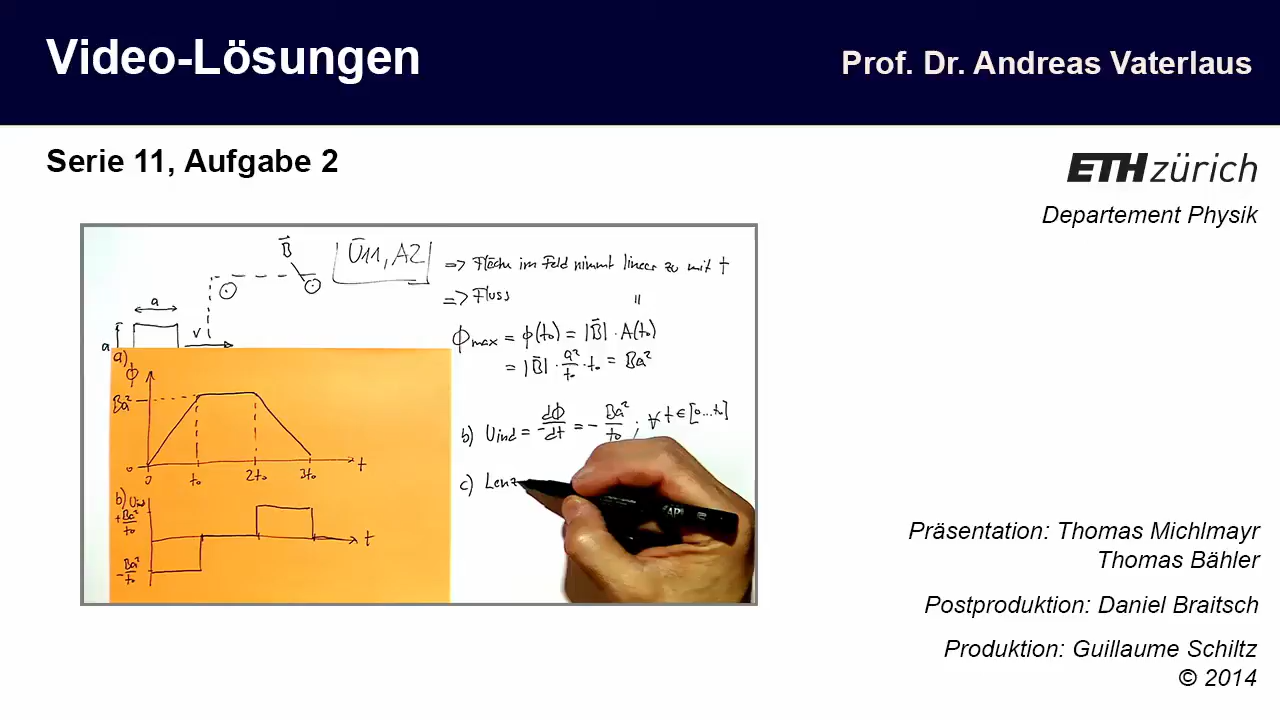 Video-Lösungen
Prof. Dr. Andreas Vaterlaus
Serie 11, Aufgabe 2
ETH zürich
Departement Physik
B⃗
Ü11, A2
a
a
v
=> Fläche im Feld nimmt linear zu mit t
=> Fluss "
ϕmax = ϕ(t₀) = |B⃗| · A(t₀)
= |B⃗| · a²/t₀ · t₀ = Ba²
b) Uind = -dϕ/dt = - Ba²/t₀ ; ∀ t ∈ [0...t₀]
c) Lenz
a)
ϕ
Ba²
0
0 t₀ 2t₀ 3t₀ t
b) Uind
+Ba²/t₀
t
-Ba²/t₀
Präsentation: Thomas Michlmayr
Thomas Bähler
Postproduktion: Daniel Braitsch
Produktion: Guillaume Schiltz
© 2014